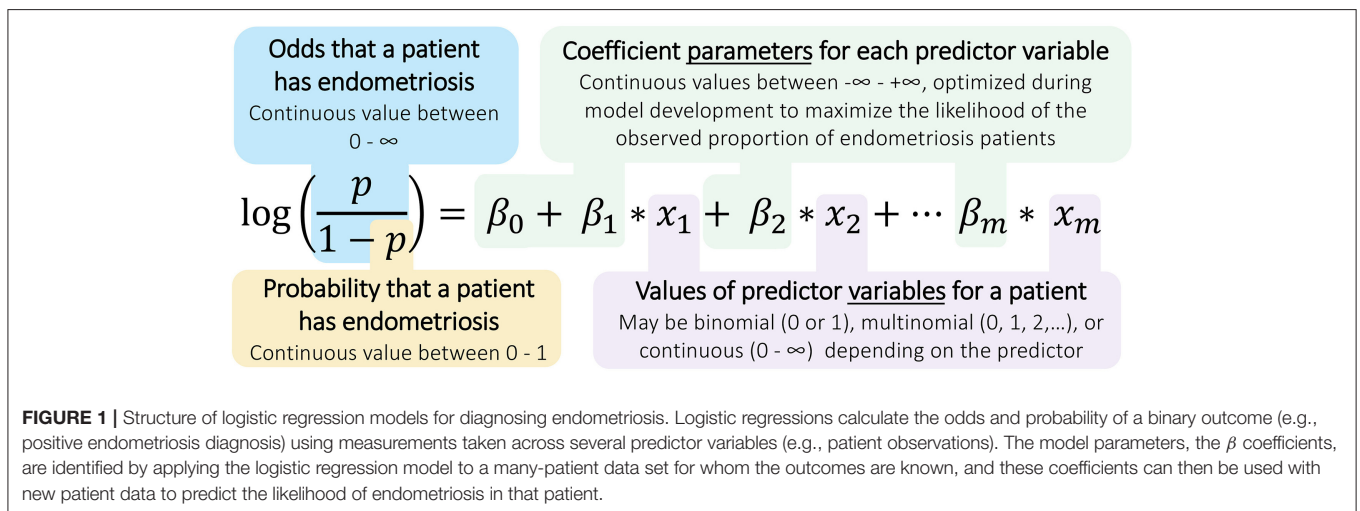 Odds that a patient
has endometriosis
Continuous value between
0 - ∞
Coefficient parameters for each predictor variable
Continuous values between -∞ - +∞, optimized during
model development to maximize the likelihood of the
observed proportion of endometriosis patients
log(p / 1 − p) = β₀ + β₁ * x₁ + β₂ * x₂ + ⋯ βₘ * xₘ
Probability that a patient
has endometriosis
Continuous value between 0 - 1
Values of predictor variables for a patient
May be binomial (0 or 1), multinomial (0, 1, 2,...), or
continuous (0 - ∞) depending on the predictor
FIGURE 1 | Structure of logistic regression models for diagnosing endometriosis. Logistic regressions calculate the odds and probability of a binary outcome (e.g.,
positive endometriosis diagnosis) using measurements taken across several predictor variables (e.g., patient observations). The model parameters, the β coefficients,
are identified by applying the logistic regression model to a many-patient data set for whom the outcomes are known, and these coefficients can then be used with
new patient data to predict the likelihood of endometriosis in that patient.